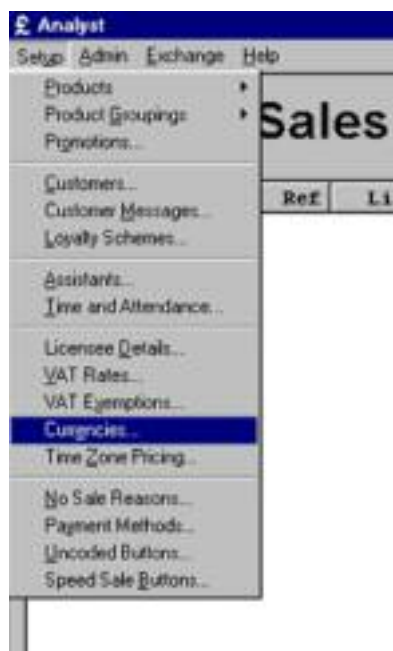 £ Analyst
Setup Admin Exchange Help
Products
Product Groupings
Promotions...
Sales
Customers...
Customer Messages...
Loyalty Schemes...
Ref Li
Assistants...
Time and Attendance...
Licensee Details...
VAT Rates...
VAT Exemptions...
Currencies...
Time Zone Pricing...
No Sale Reasons...
Payment Methods...
Uncoded Buttons...
Speed Sale Buttons...